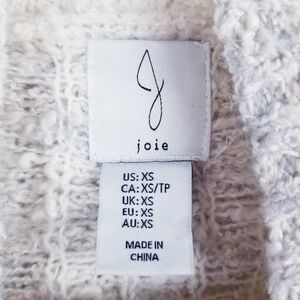 J
joie
US: XS
CA: XS/TP
UK: XS
EU: XS
AU: XS
MADE IN
CHINA